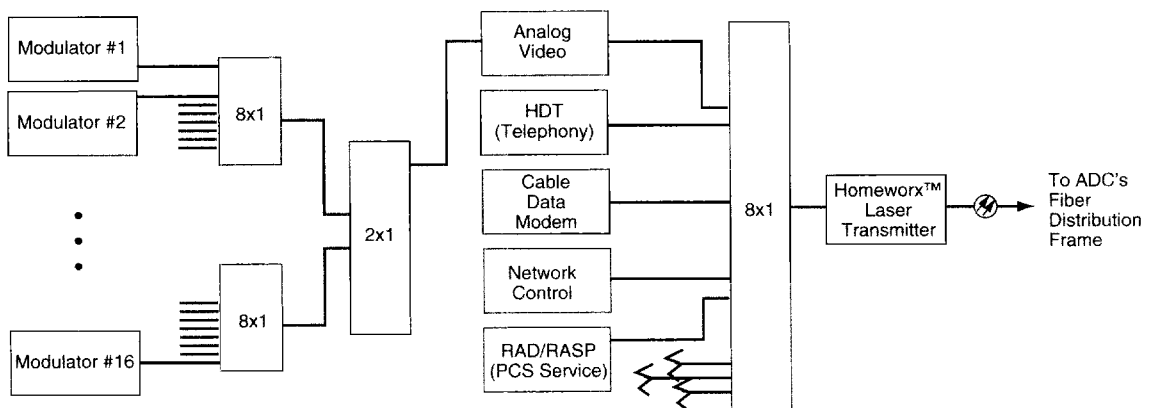 Modulator #1
Modulator #2
Modulator #16
8x1
8x1
2x1
Analog
Video
HDT
(Telephony)
Cable
Data
Modem
Network
Control
RAD/RASP
(PCS Service)
8x1
Homeworx™
Laser
Transmitter
To ADC's
Fiber
Distribution
Frame